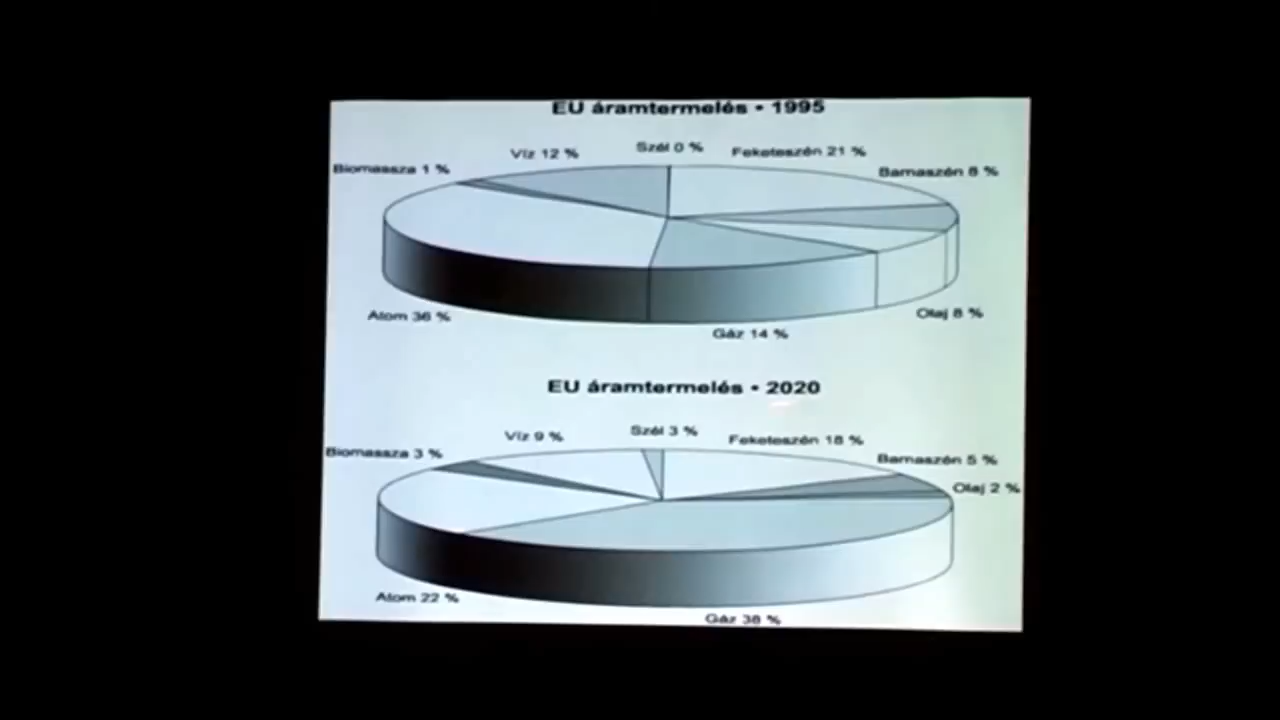 EU áramtermelés • 1995
Szél 0 %
Víz 12 %
Feketeszén 21 %
Biomassza 1 %
Barnaszén 8 %
Atom 36 %
Olaj 8 %
Gáz 14 %
EU áramtermelés • 2020
Szél 3 %
Víz 9 %
Feketeszén 18 %
Biomassza 3 %
Barnaszén 5 %
Olaj 2 %
Atom 22 %
Gáz 38 %